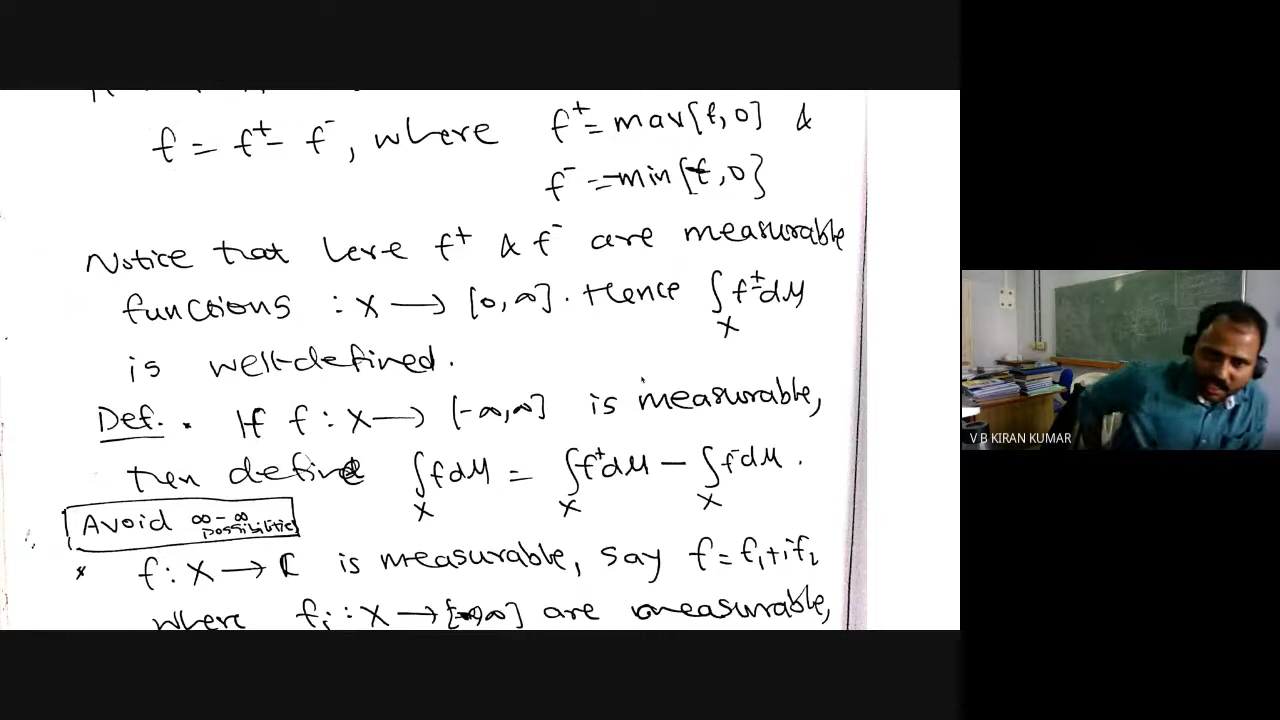 f = f⁺ - f⁻, where f⁺ = max{f, 0} &
f⁻ = -min{f, 0}
Notice that here f⁺ & f⁻ are measurable
functions : X → [0, ∞]. Hence ∫_X f^± dμ
is well-defined.
Def. • If f : X → [-∞, ∞] is measurable,
then define ∫_X f dμ = ∫_X f⁺ dμ - ∫_X f⁻ dμ.
Avoid ∞ - ∞ possibilities
* f : X → ℂ is measurable, say f = f₁ + i f₂
where f_i : X → [-∞, ∞] are measurable,
V B KIRAN KUMAR